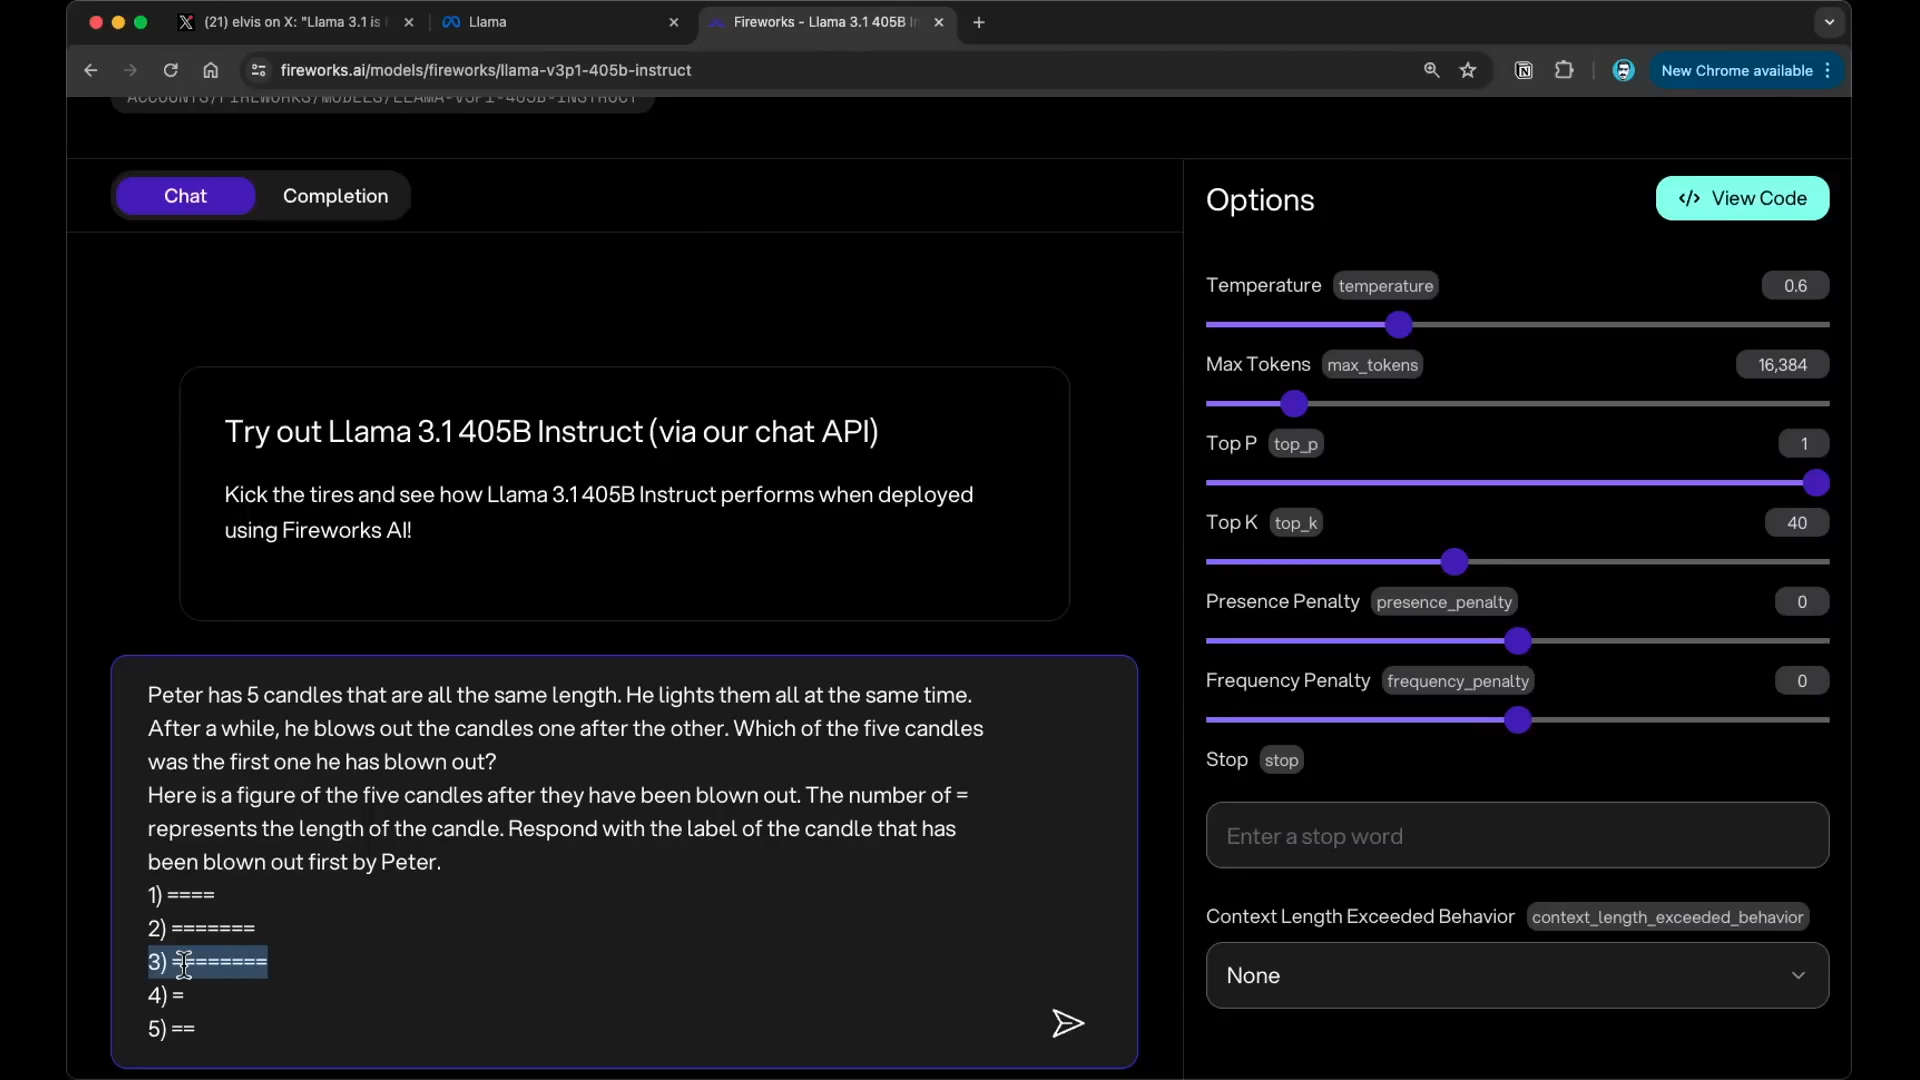 (21) elvis on X: "Llama 3.1 is
Llama
Fireworks - Llama 3.1 405B In
fireworks.ai/models/fireworks/llama-v3p1-405b-instruct
New Chrome available
ACCOUNTS/FIREWORKS/MODELS/LLAMA-V3P1-405B-INSTRUCT
Chat
Completion
Options
</> View Code
Temperature temperature 0.6
Max Tokens max_tokens 16,384
Top P top_p 1
Top K top_k 40
Presence Penalty presence_penalty 0
Frequency Penalty frequency_penalty 0
Stop stop
Enter a stop word
Context Length Exceeded Behavior context_length_exceeded_behavior
None
Try out Llama 3.1 405B Instruct (via our chat API)
Kick the tires and see how Llama 3.1 405B Instruct performs when deployed
using Fireworks AI!
Peter has 5 candles that are all the same length. He lights them all at the same time.
After a while, he blows out the candles one after the other. Which of the five candles
was the first one he has blown out?
Here is a figure of the five candles after they have been blown out. The number of =
represents the length of the candle. Respond with the label of the candle that has
been blown out first by Peter.
1) ====
2) =======
3) ========
4) =
5) ==